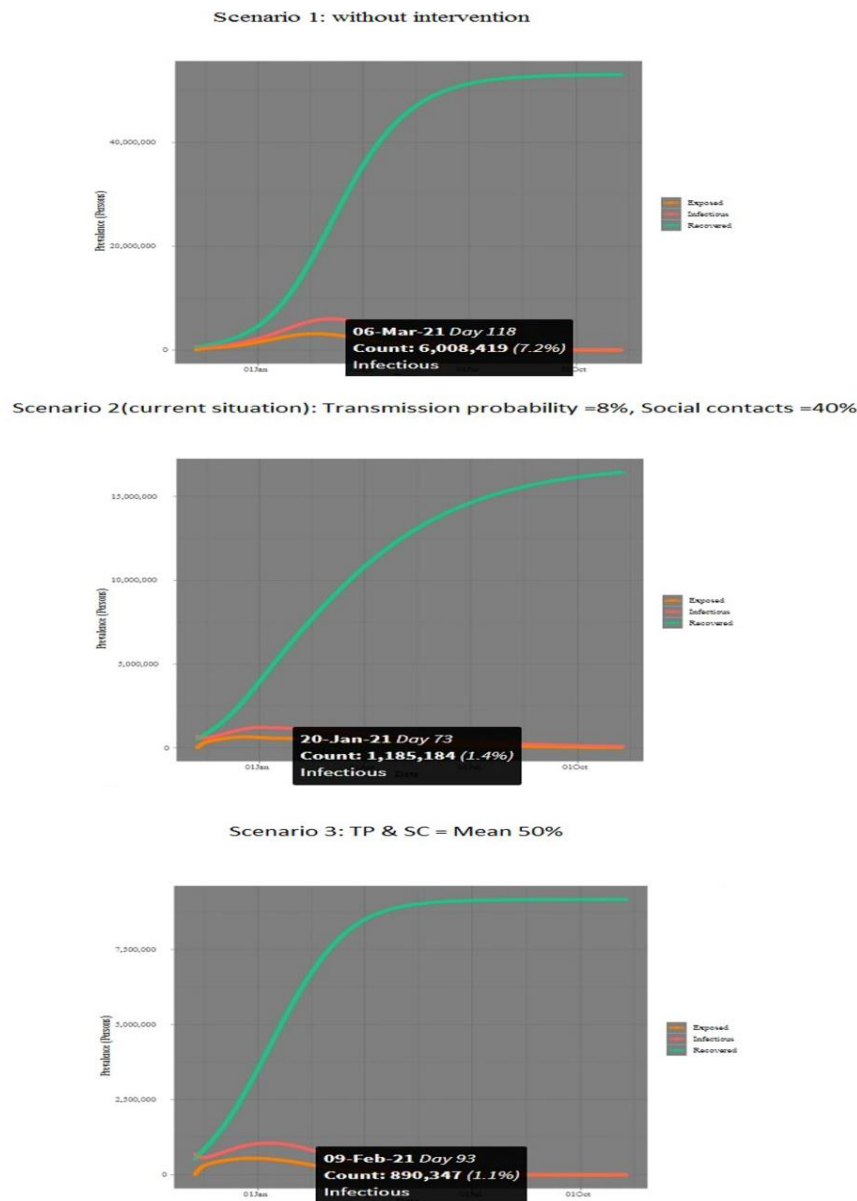 Scenario 1: without intervention
Prevalence (Persons)
40,000,000
20,000,000
0
01Jan
01Oct
Exposed
Infectious
Recovered
06-Mar-21 Day 118
Count: 6,008,419 (7.2%)
Infectious
Scenario 2(current situation): Transmission probability =8%, Social contacts =40%
Prevalence (Persons)
15,000,000
10,000,000
5,000,000
0
01Jan
01Oct
Exposed
Infectious
Recovered
20-Jan-21 Day 73
Count: 1,185,184 (1.4%)
Infectious
Scenario 3: TP & SC = Mean 50%
Prevalence (Persons)
7,500,000
5,000,000
2,500,000
0
01Jan
01Oct
Exposed
Infectious
Recovered
09-Feb-21 Day 93
Count: 890,347 (1.1%)
Infectious